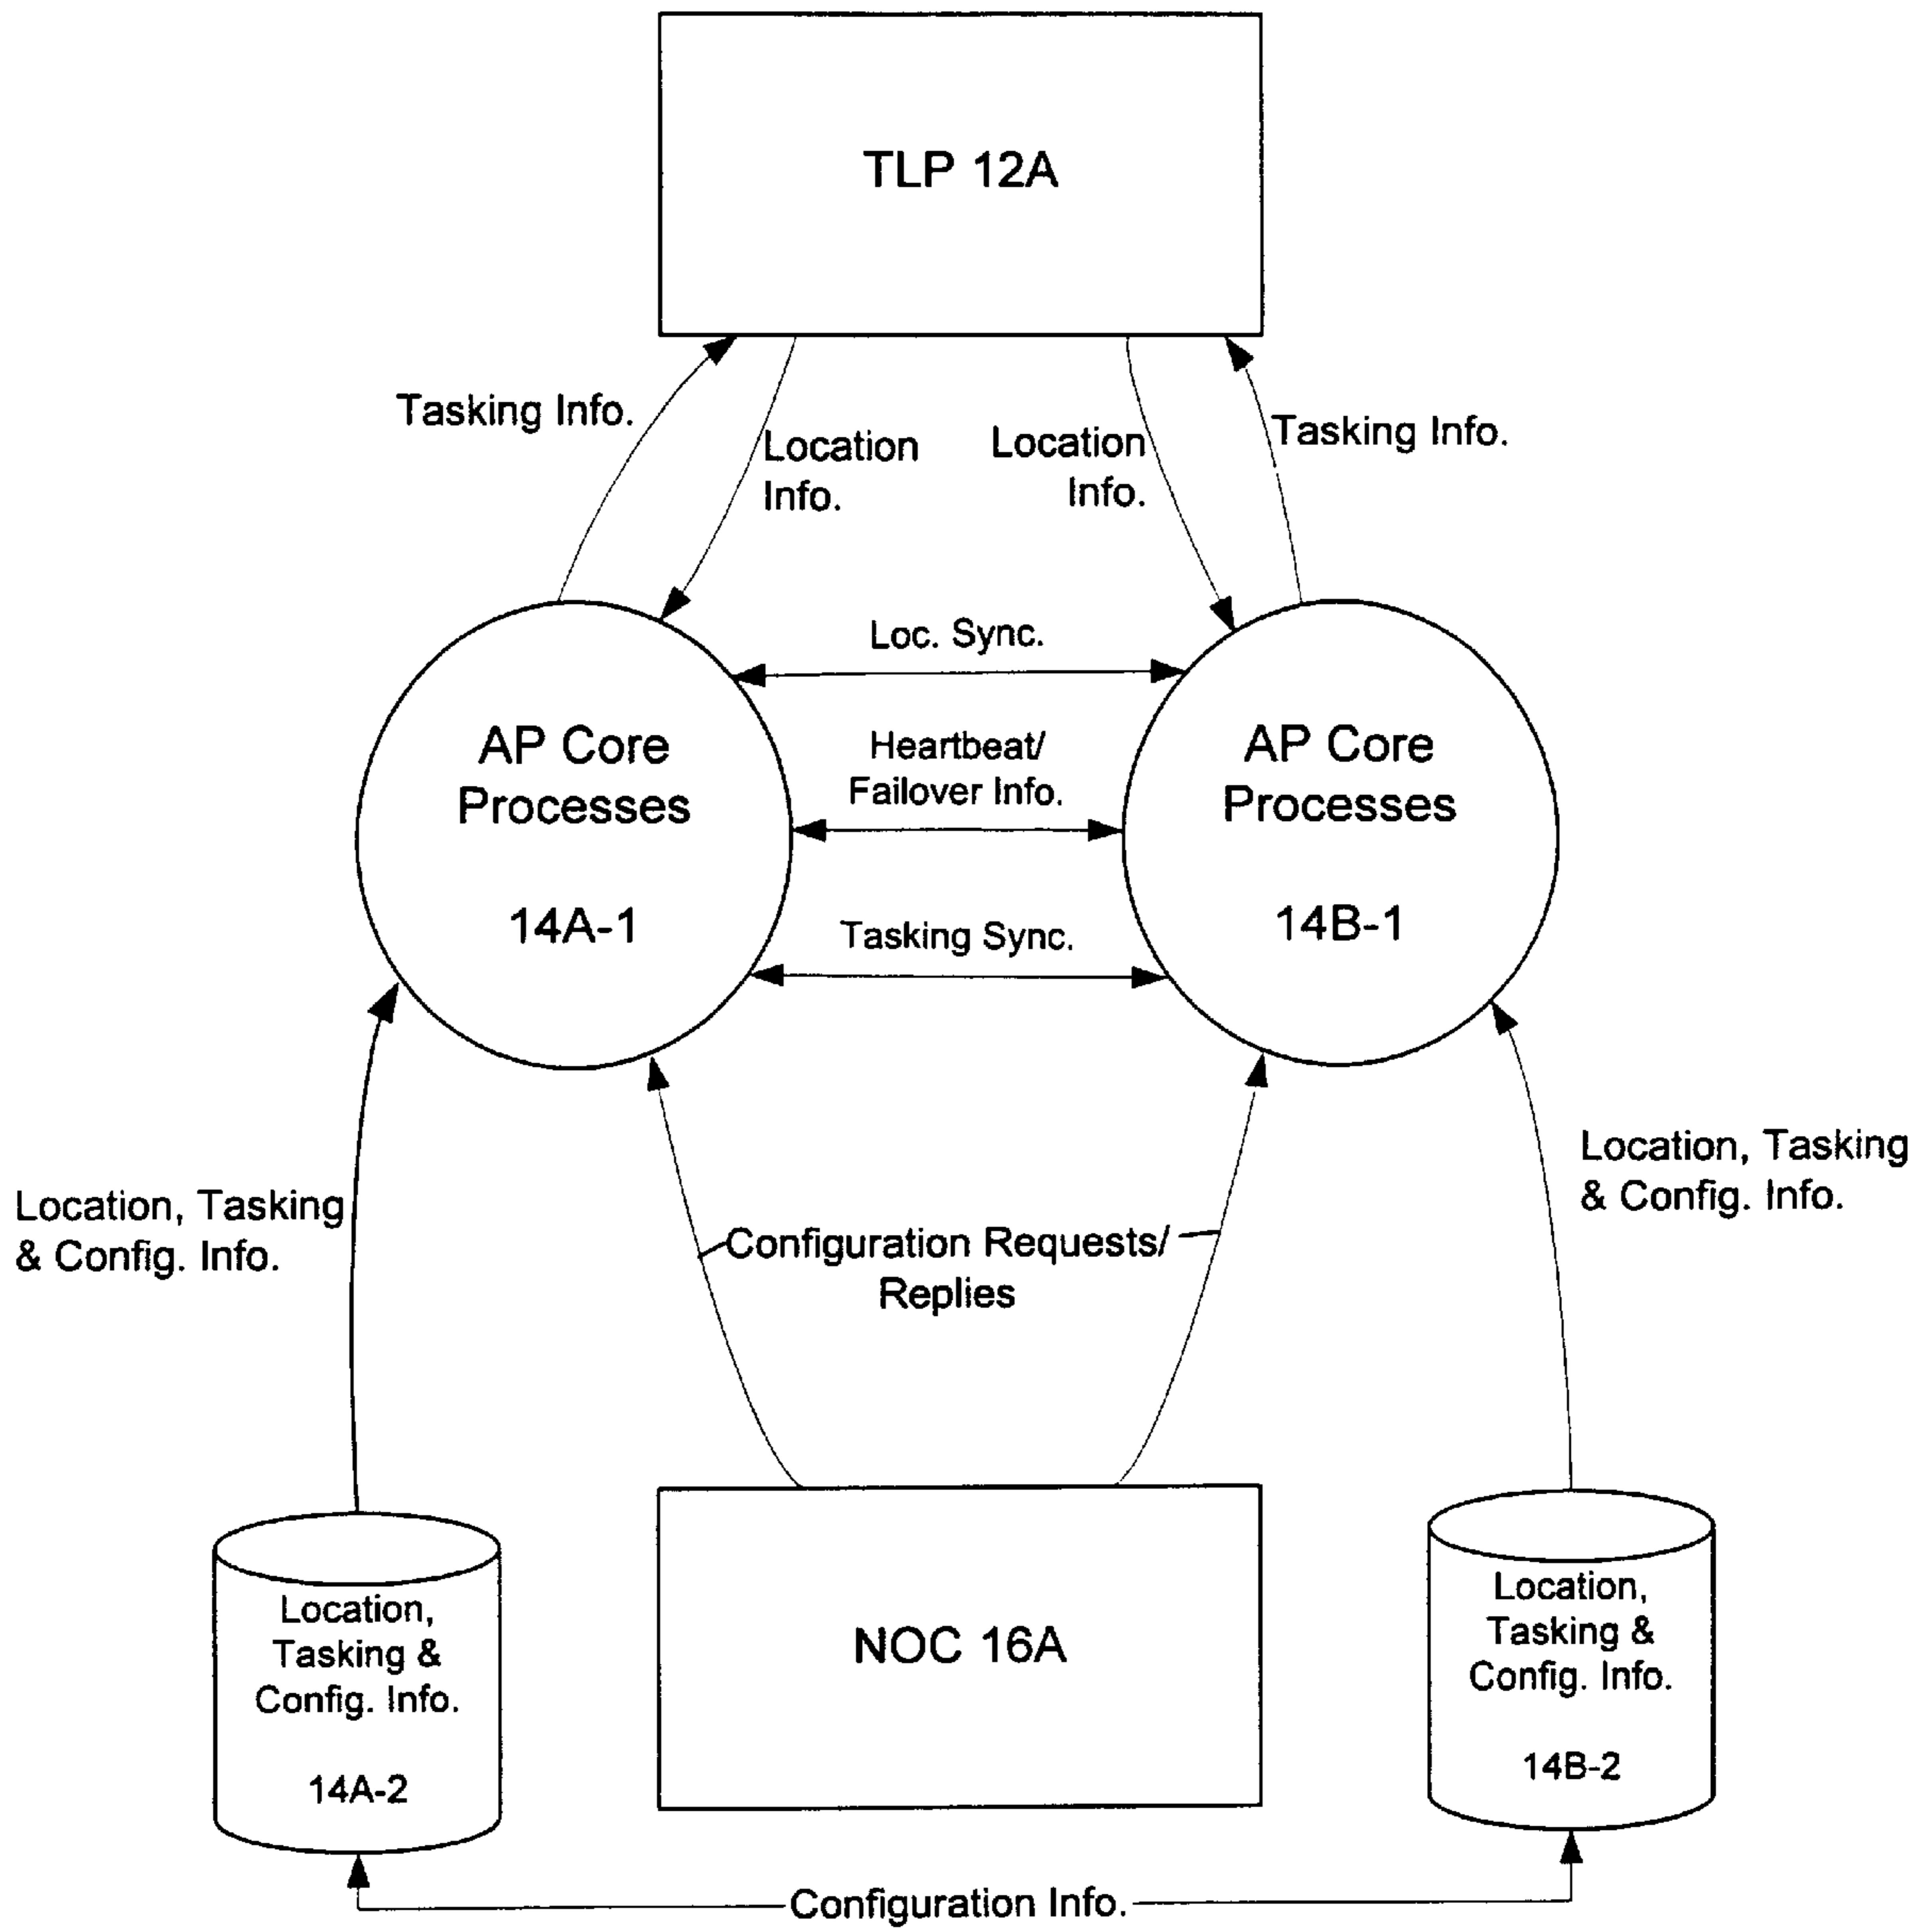 TLP 12A
Tasking Info.
Location
Info.
Location
Info.
Tasking Info.
Loc. Sync.
AP Core
Processes
14A-1
Heartbeat/
Failover Info.
AP Core
Processes
14B-1
Tasking Sync.
Location, Tasking
& Config. Info.
Configuration Requests/
Replies
Location, Tasking
& Config. Info.
Location,
Tasking &
Config. Info.
14A-2
NOC 16A
Location,
Tasking &
Config. Info.
14B-2
Configuration Info.